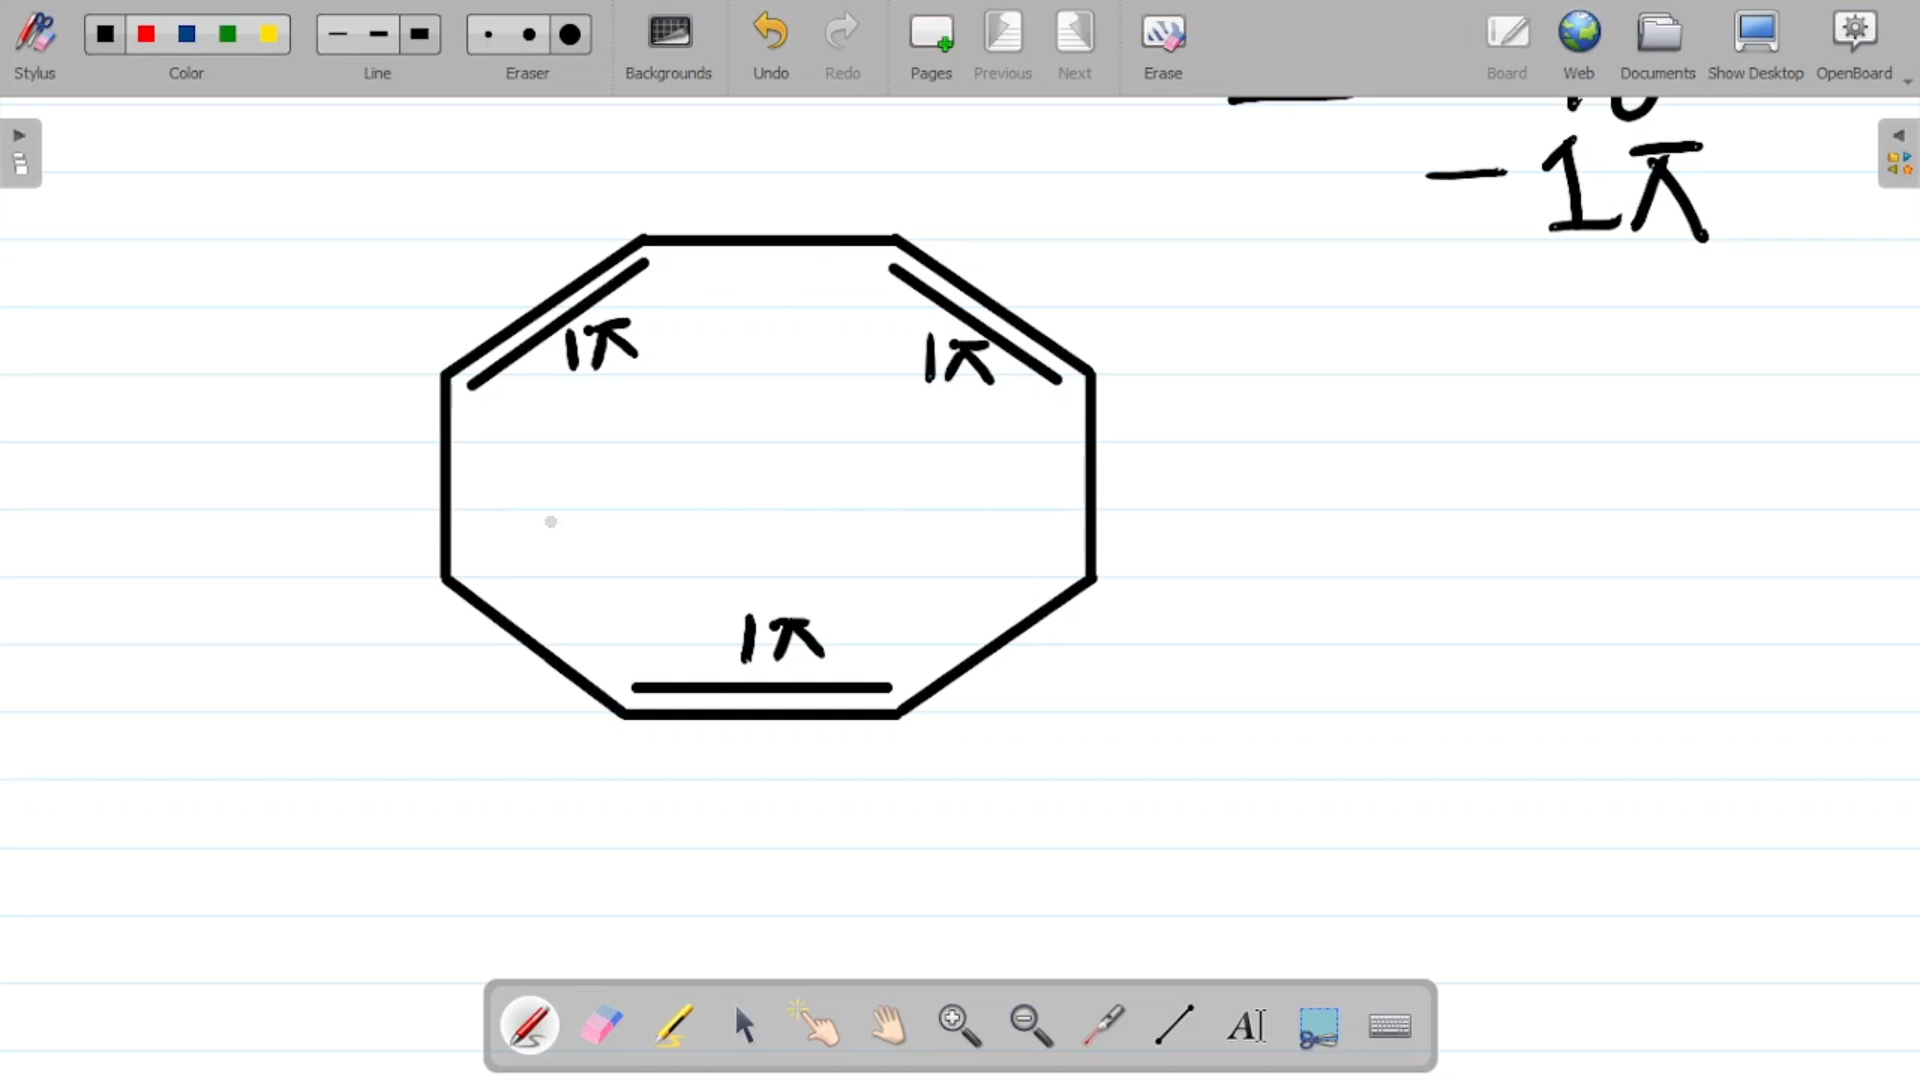 Stylus Color Line Eraser Backgrounds Undo Redo Pages Previous Next Erase Board Web Documents Show Desktop OpenBoard
— 1π
1π 1π
1π